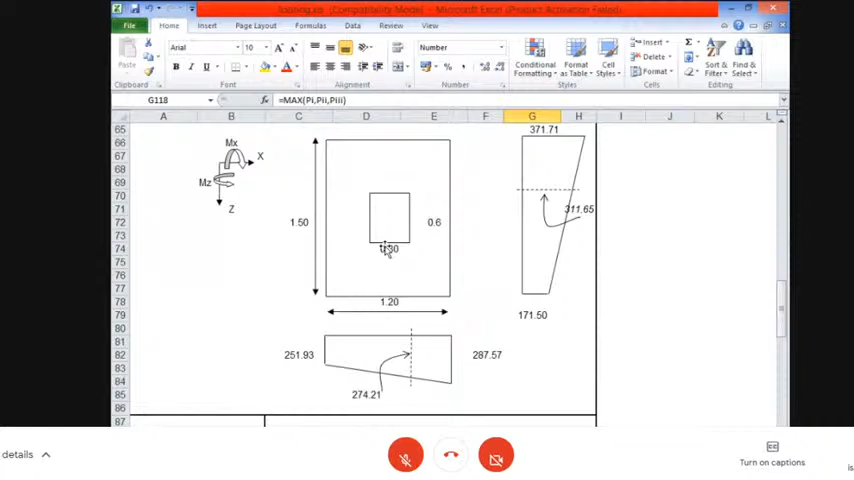 footing.xls [Compatibility Mode] - Microsoft Excel (Product Activation Failed)
File Home Insert Page Layout Formulas Data Review View
Paste
Arial 10
Number
Conditional Formatting
Format as Table
Cell Styles
Insert
Delete
Format
Sort & Filter
Find & Select
Clipboard Font Alignment Number Styles Cells Editing
G118 fx =MAX(Pi,Pii,Piii)
A B C D E F G H I J K L
65
66
67
68
69
70
71
72
73
74
75
76
77
78
79
80
81
82
83
84
85
86
87
Mx
X
Mz
Z
1.50
0.6
1.20
371.71
311.65
171.50
251.93
287.57
274.21
details
Turn on captions
is